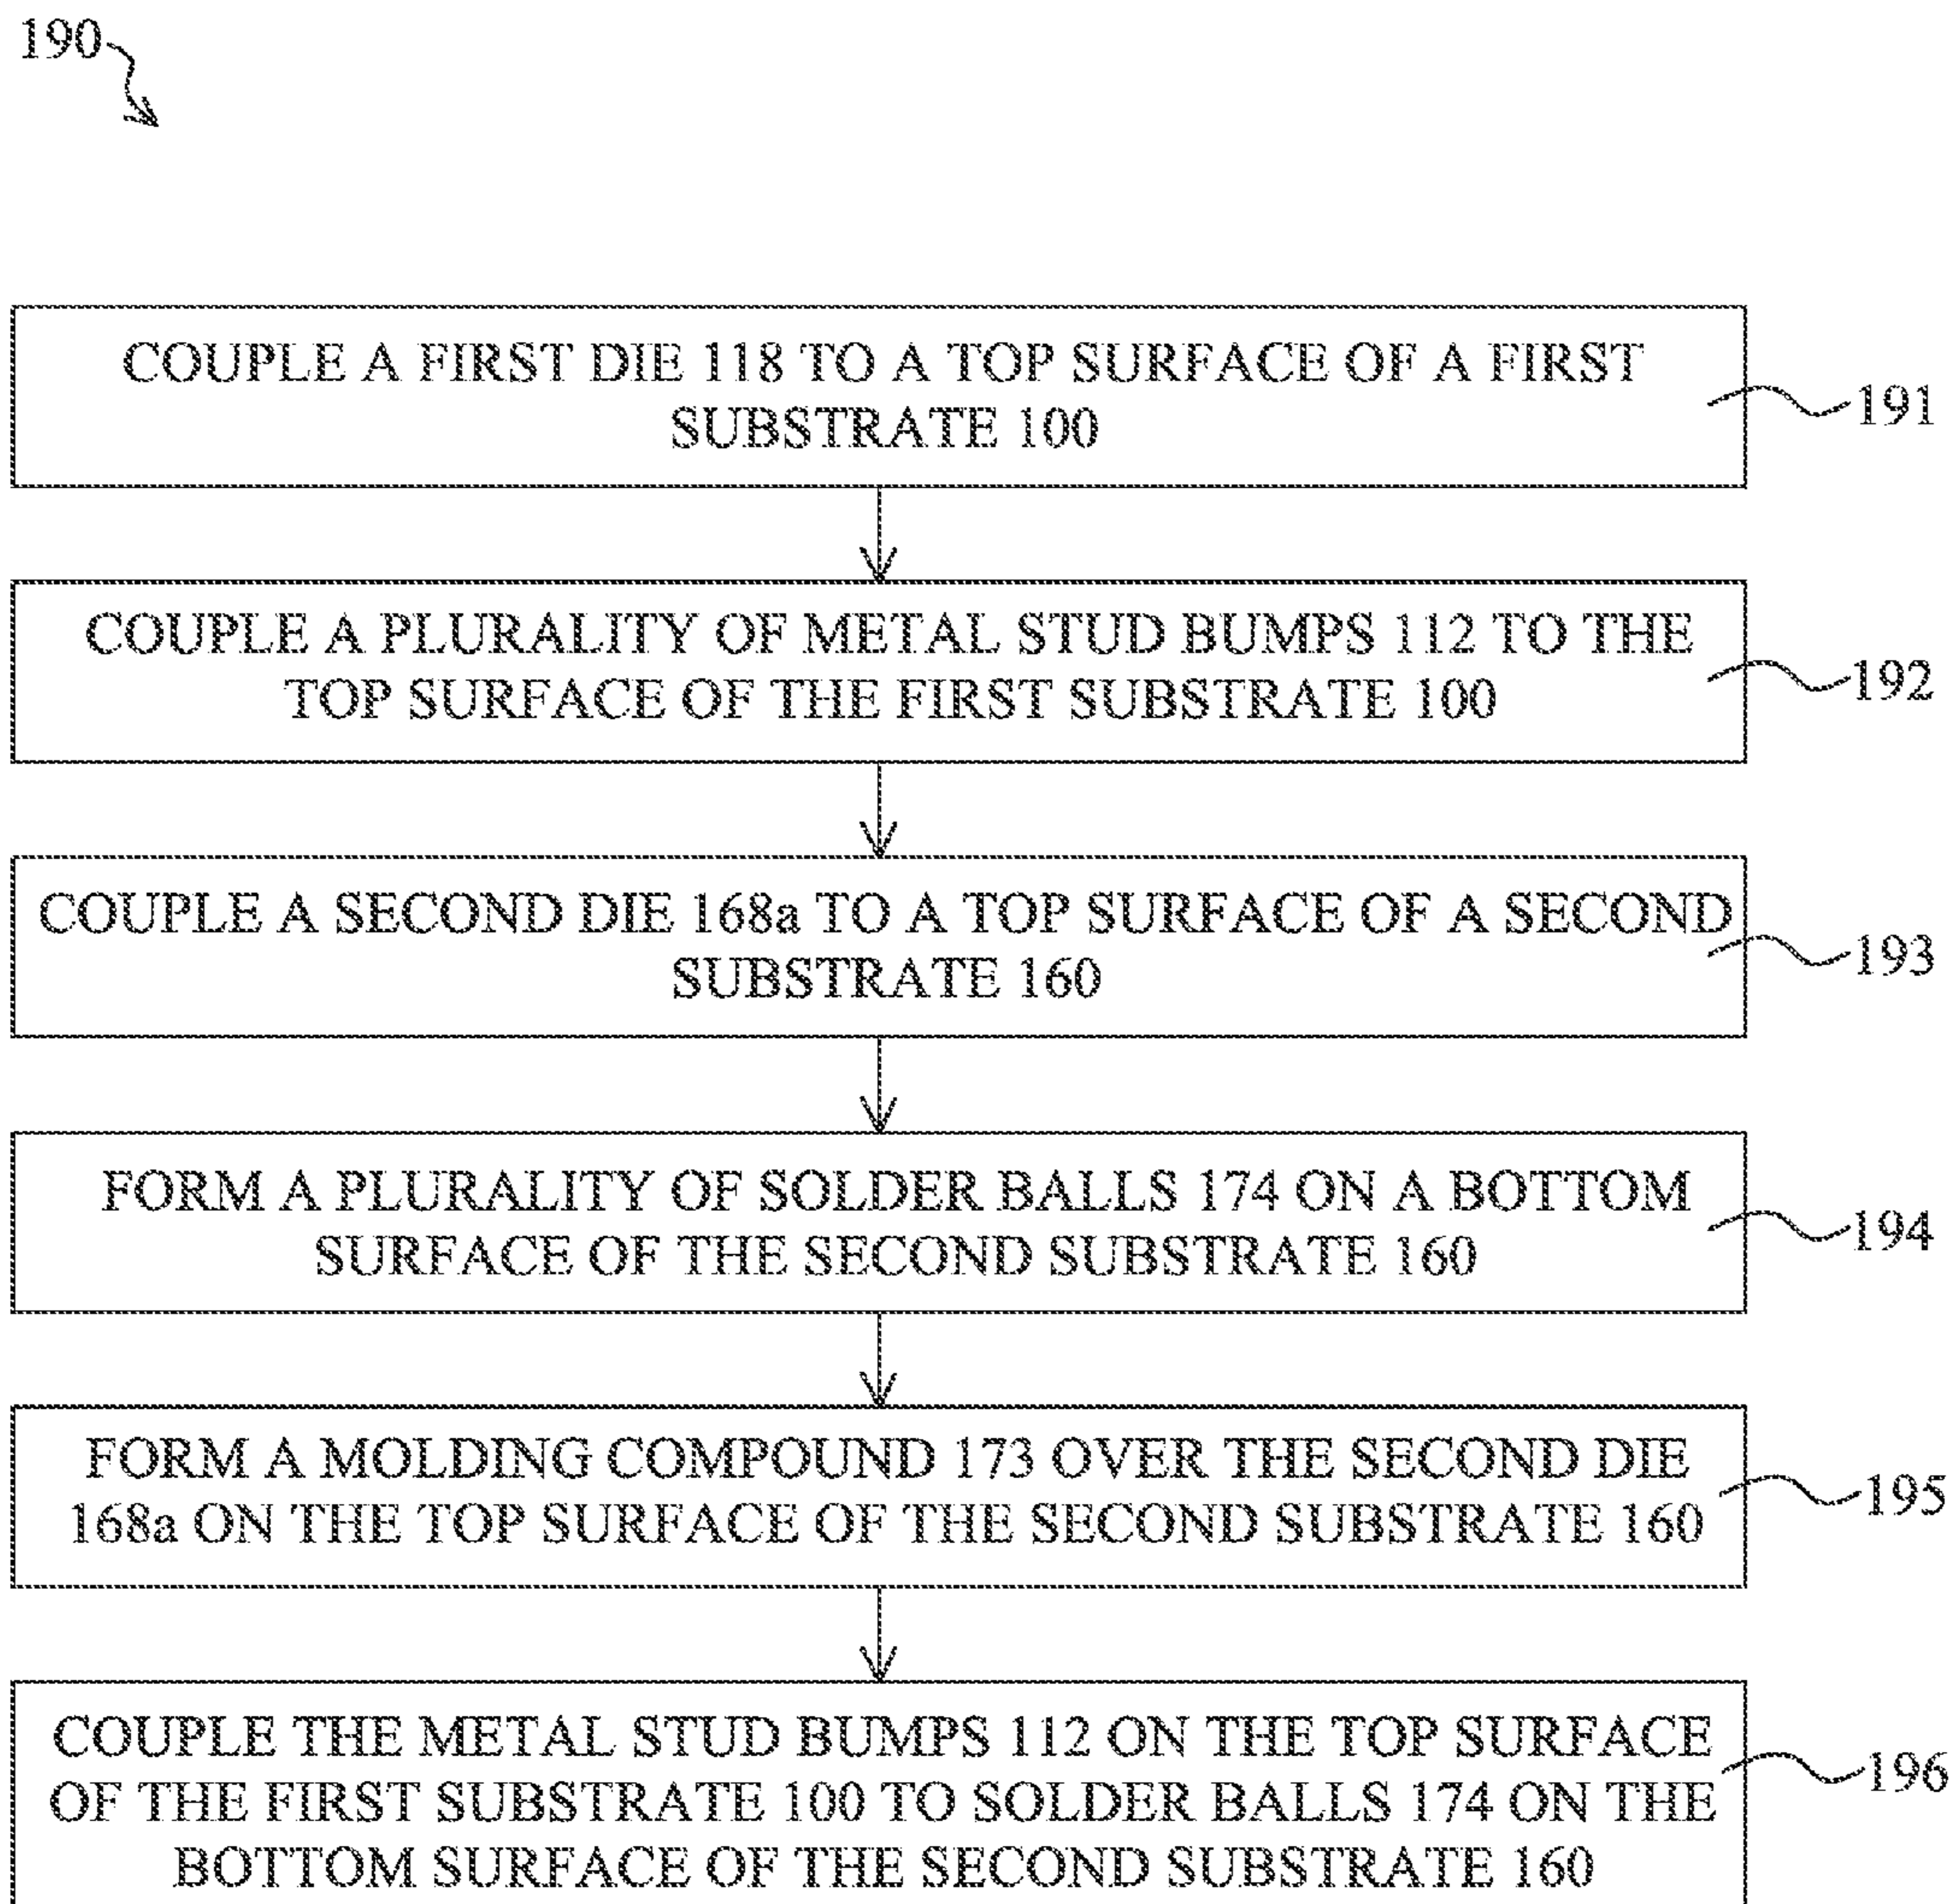 190
COUPLE A FIRST DIE 118 TO A TOP SURFACE OF A FIRST
SUBSTRATE 100
191
COUPLE A PLURALITY OF METAL STUD BUMPS 112 TO THE
TOP SURFACE OF THE FIRST SUBSTRATE 100
192
COUPLE A SECOND DIE 168a TO A TOP SURFACE OF A SECOND
SUBSTRATE 160
193
FORM A PLURALITY OF SOLDER BALLS 174 ON A BOTTOM
SURFACE OF THE SECOND SUBSTRATE 160
194
FORM A MOLDING COMPOUND 173 OVER THE SECOND DIE
168a ON THE TOP SURFACE OF THE SECOND SUBSTRATE 160
195
COUPLE THE METAL STUD BUMPS 112 ON THE TOP SURFACE
OF THE FIRST SUBSTRATE 100 TO SOLDER BALLS 174 ON THE
BOTTOM SURFACE OF THE SECOND SUBSTRATE 160
196